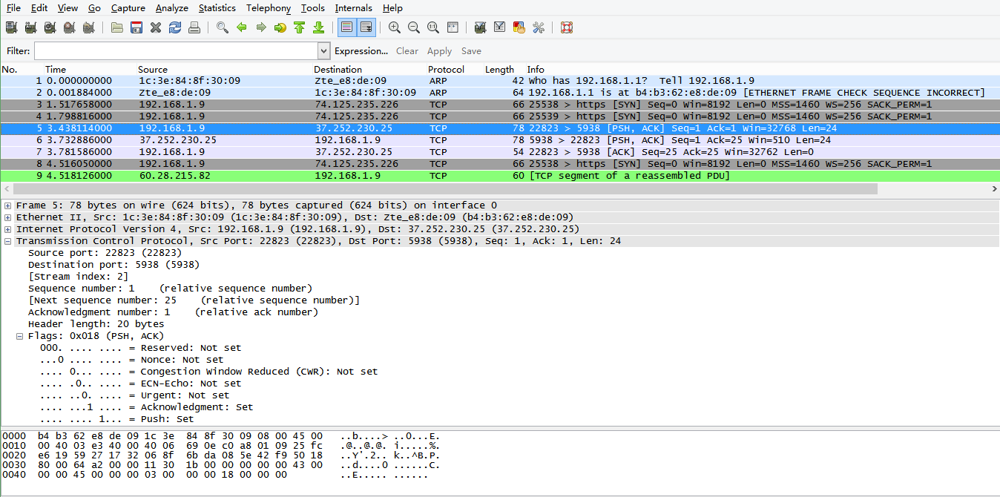 File Edit View Go Capture Analyze Statistics Telephony Tools Internals Help
Filter: Expression... Clear Apply Save
No. Time Source Destination Protocol Length Info
1 0.000000000 1c:3e:84:8f:30:09 Zte_e8:de:09 ARP 42 Who has 192.168.1.1?  Tell 192.168.1.9
2 0.001884000 Zte_e8:de:09 1c:3e:84:8f:30:09 ARP 64 192.168.1.1 is at b4:b3:62:e8:de:09 [ETHERNET FRAME CHECK SEQUENCE INCORRECT]
3 1.517658000 192.168.1.9 74.125.235.226 TCP 66 25538 > https [SYN] Seq=0 Win=8192 Len=0 MSS=1460 WS=256 SACK_PERM=1
4 1.798816000 192.168.1.9 74.125.235.226 TCP 66 25539 > https [SYN] Seq=0 Win=8192 Len=0 MSS=1460 WS=256 SACK_PERM=1
5 3.438114000 192.168.1.9 37.252.230.25 TCP 78 22823 > 5938 [PSH, ACK] Seq=1 Ack=1 Win=32768 Len=24
6 3.732886000 37.252.230.25 192.168.1.9 TCP 78 5938 > 22823 [PSH, ACK] Seq=1 Ack=25 Win=510 Len=24
7 3.781586000 192.168.1.9 37.252.230.25 TCP 54 22823 > 5938 [ACK] Seq=25 Ack=25 Win=32762 Len=0
8 4.516050000 192.168.1.9 74.125.235.226 TCP 66 25538 > https [SYN] Seq=0 Win=8192 Len=0 MSS=1460 WS=256 SACK_PERM=1
9 4.518126000 60.28.215.82 192.168.1.9 TCP 60 [TCP segment of a reassembled PDU]
Frame 5: 78 bytes on wire (624 bits), 78 bytes captured (624 bits) on interface 0
Ethernet II, Src: 1c:3e:84:8f:30:09 (1c:3e:84:8f:30:09), Dst: Zte_e8:de:09 (b4:b3:62:e8:de:09)
Internet Protocol Version 4, Src: 192.168.1.9 (192.168.1.9), Dst: 37.252.230.25 (37.252.230.25)
Transmission Control Protocol, Src Port: 22823 (22823), Dst Port: 5938 (5938), Seq: 1, Ack: 1, Len: 24
Source port: 22823 (22823)
Destination port: 5938 (5938)
[Stream index: 2]
Sequence number: 1    (relative sequence number)
[Next sequence number: 25    (relative sequence number)]
Acknowledgment number: 1    (relative ack number)
Header length: 20 bytes
Flags: 0x018 (PSH, ACK)
000. .... .... = Reserved: Not set
...0 .... .... = Nonce: Not set
.... 0... .... = Congestion Window Reduced (CWR): Not set
.... .0.. .... = ECN-Echo: Not set
.... ..0. .... = Urgent: Not set
.... ...1 .... = Acknowledgment: Set
.... .... 1... = Push: Set
0000  b4 b3 62 e8 de 09 1c 3e  84 8f 30 09 08 00 45 00   ..b....> ..0...E.
0010  00 40 03 e3 40 00 40 06  69 0e c0 a8 01 09 25 fc   .@..@.@. i.....%.
0020  e6 19 59 27 17 32 06 8f  6b da 08 5e 42 f9 50 18   ..Y'.2.. k..^B.P.
0030  80 00 64 a2 00 00 11 30  1b 00 00 00 00 00 43 00   ..d....0 ......C.
0040  00 00 45 00 00 00 03 00  00 00 18 00 00 00         ..E..... ......